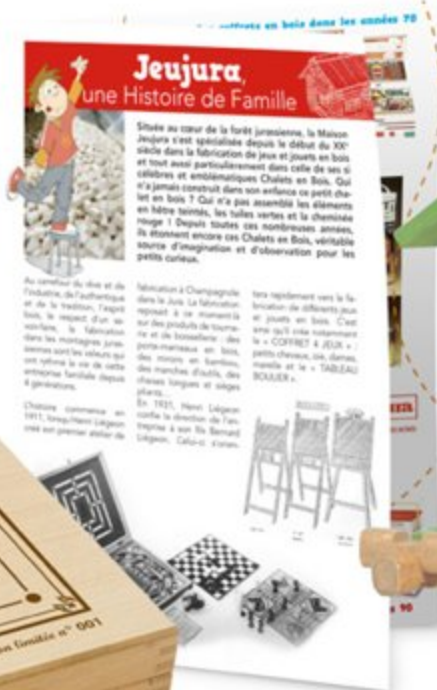 coffrets en bois dans les années 70
Jeujura,
une Histoire de Famille
Située au cœur de la forêt jurassienne, la Maison
Jeujura s'est spécialisée depuis le début du XXe
siècle dans la fabrication de jeux et jouets en bois
et tout aussi particulièrement dans celle de ses si
célèbres et emblématiques Chalets en Bois. Qui
n'a jamais construit dans son enfance ce petit cha-
let en bois ? Qui n'a pas assemblé les éléments
en hêtre teintés, les tuiles vertes et la cheminée
rouge ! Depuis toutes ces nombreuses années,
ils étonnent encore ces Chalets en Bois, véritable
source d'imagination et d'observation pour les
petits curieux.
Au carrefour du rêve et de
l'industrie, de l'authentique
et de la tradition, l'esprit
bois, le respect d'un sa-
voir-faire, la fabrication
dans les montagnes juras-
siennes sont les valeurs qui
ont rythmé la vie de cette
entreprise familiale depuis
4 générations.
L'histoire commence en
1911, lorsqu'Henri Liégeon
crée son premier atelier de
fabrication à Champagnole
dans le Jura. La fabrication
reposait à ce moment-là
sur des produits de tourne-
rie et de boissellerie : des
porte-manteaux en bois,
des minons en bambou,
des manches d'outils, des
chaises longues et sièges
pliants...
En 1931, Henri Liégeon
confie la direction de l'en-
treprise à son fils Bernard
Liégeon. Celui-ci s'orien-
tera rapidement vers la fa-
brication de différents jeux
et jouets en bois. C'est
ainsi qu'il crée notamment
le « COFFRET 4 JEUX » :
petits chevaux, oie, dames,
marelle et le « TABLEAU
BOULIER ».
on limitée n° 001
90